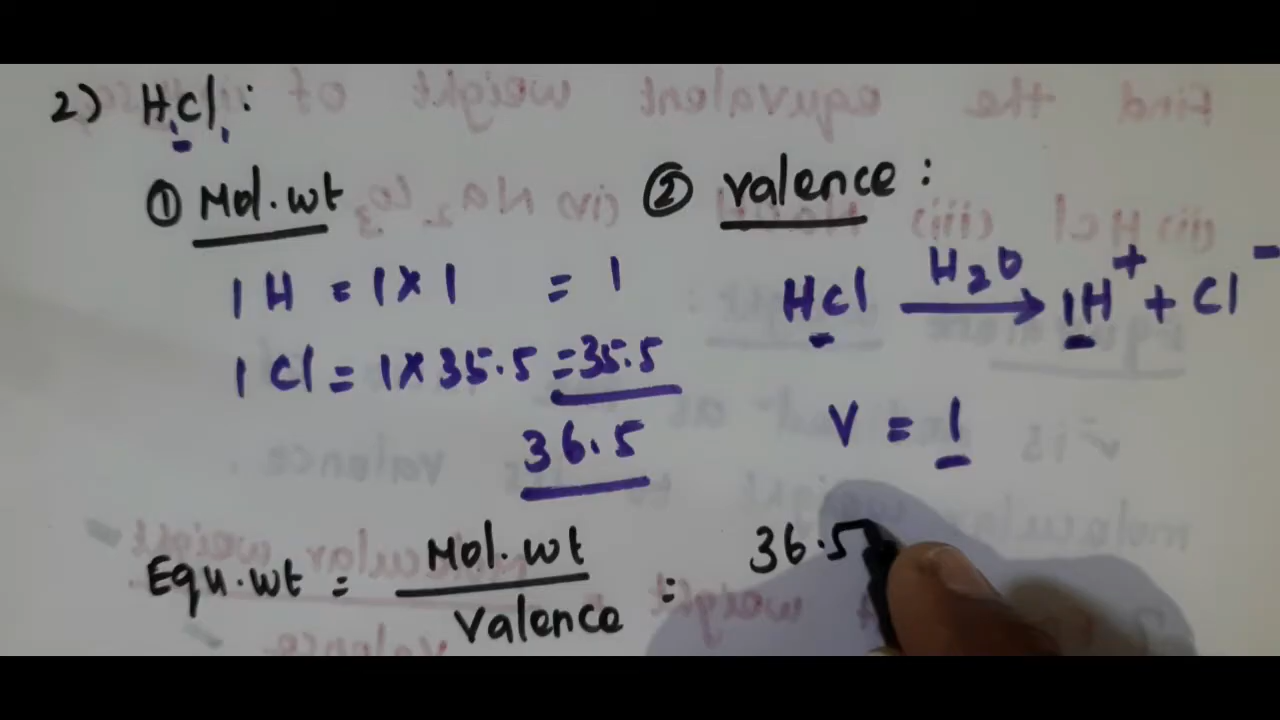 2) HCl:
① Mol.wt
1 H = 1 × 1 = 1
1 Cl = 1 × 35.5 = 35.5
36.5
② valence:
HCl H2O → 1H+ + Cl-
V = 1
Equ.wt = Mol.wt / Valence = 36.5